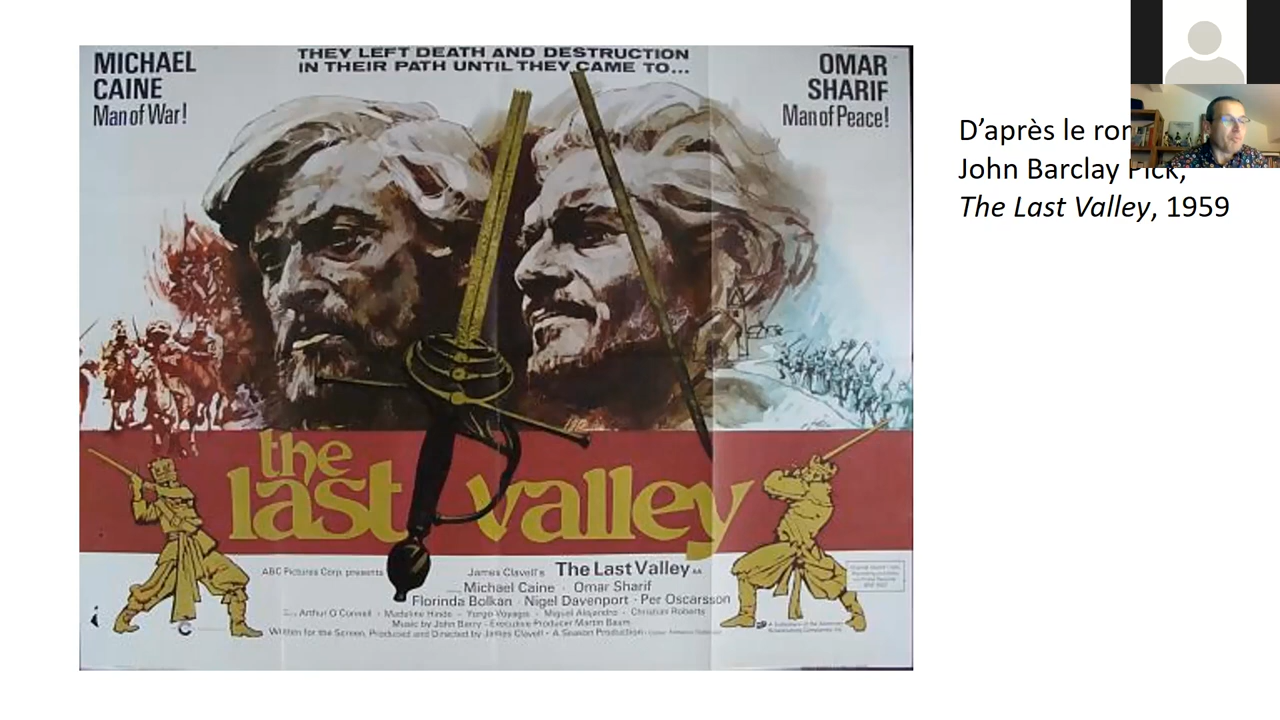 MICHAEL
CAINE
Man of War!
THEY LEFT DEATH AND DESTRUCTION
IN THEIR PATH UNTIL THEY CAME TO...
OMAR
SHARIF
Man of Peace!
the
last valley
ABC Pictures Corp. presents James Clavell's The Last Valley
Michael Caine · Omar Sharif
Florinda Bolkan · Nigel Davenport · Per Oscarsson
Arthur O'Connell · Madeline Hinde · Yorgo Voyagis · Miguel Alejandro · Christian Roberts
Music by John Barry · Executive Producer Martin Baum
Written for the Screen, Produced and Directed by James Clavell · A Season Production
D'après le
John Barclay Pick,
The Last Valley, 1959